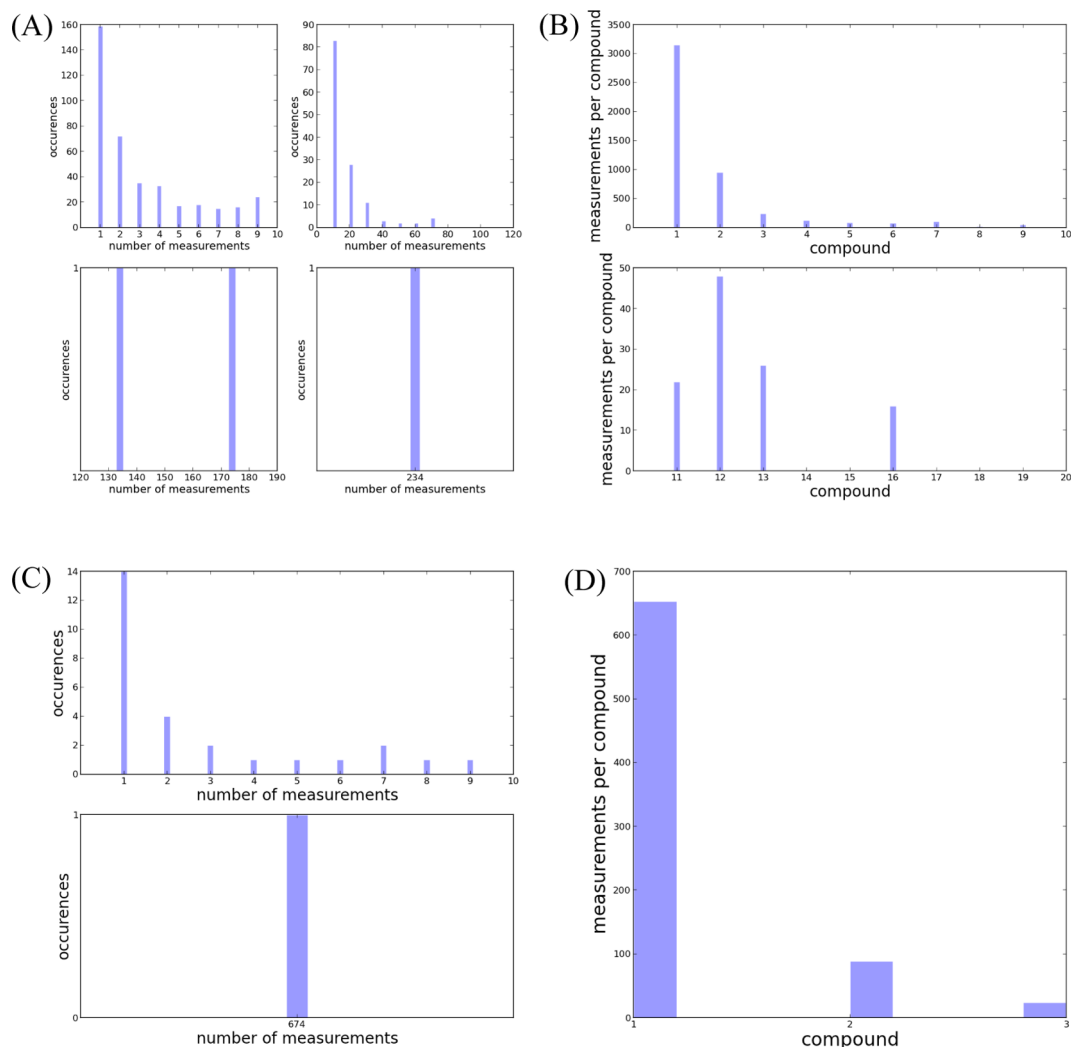 (A)
160
140
120
100
80
60
40
20
0
occurences
1 2 3 4 5 6 7 8 9 10
number of measurements
90
80
70
60
50
40
30
20
10
0
occurences
0 20 40 60 80 100 120
number of measurements
1
occurences
120 130 140 150 160 170 180 190
number of measurements
1
occurences
234
number of measurements
(B)
3500
3000
2500
2000
1500
1000
500
0
measurements per compound
1 2 3 4 5 6 7 8 9 10
compound
50
40
30
20
10
0
measurements per compound
11 12 13 14 15 16 17 18 19 20
compound
(C)
14
12
10
8
6
4
2
0
occurences
1 2 3 4 5 6 7 8 9 10
number of measurements
1
0
occurences
674
number of measurements
(D)
700
600
500
400
300
200
100
0
measurements per compound
1 2 3
compound